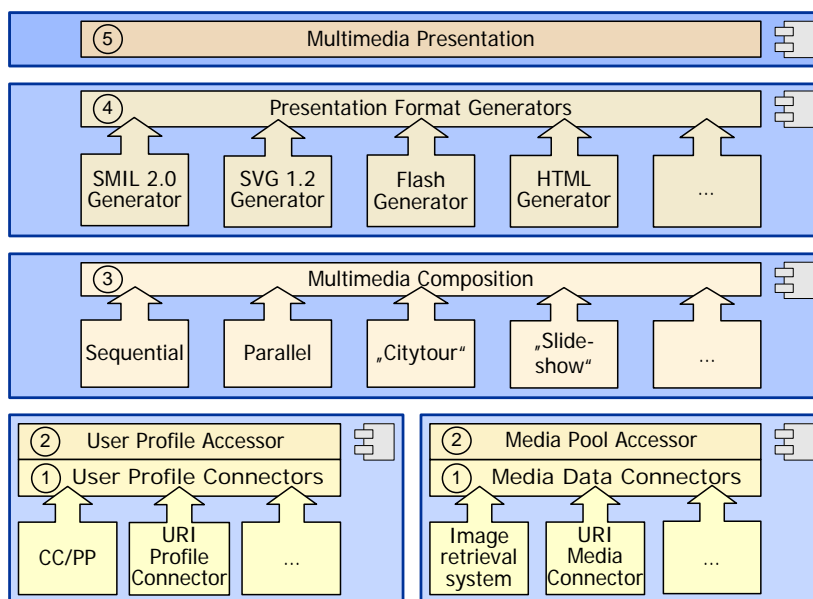 5 Multimedia Presentation
4 Presentation Format Generators
SMIL 2.0
Generator
SVG 1.2
Generator
Flash
Generator
HTML
Generator
...
3 Multimedia Composition
Sequential
Parallel
„Citytour“
„Slide-
show“
...
2 User Profile Accessor
1 User Profile Connectors
CC/PP
URI
Profile
Connector
...
2 Media Pool Accessor
1 Media Data Connectors
Image
retrieval
system
URI
Media
Connector
...